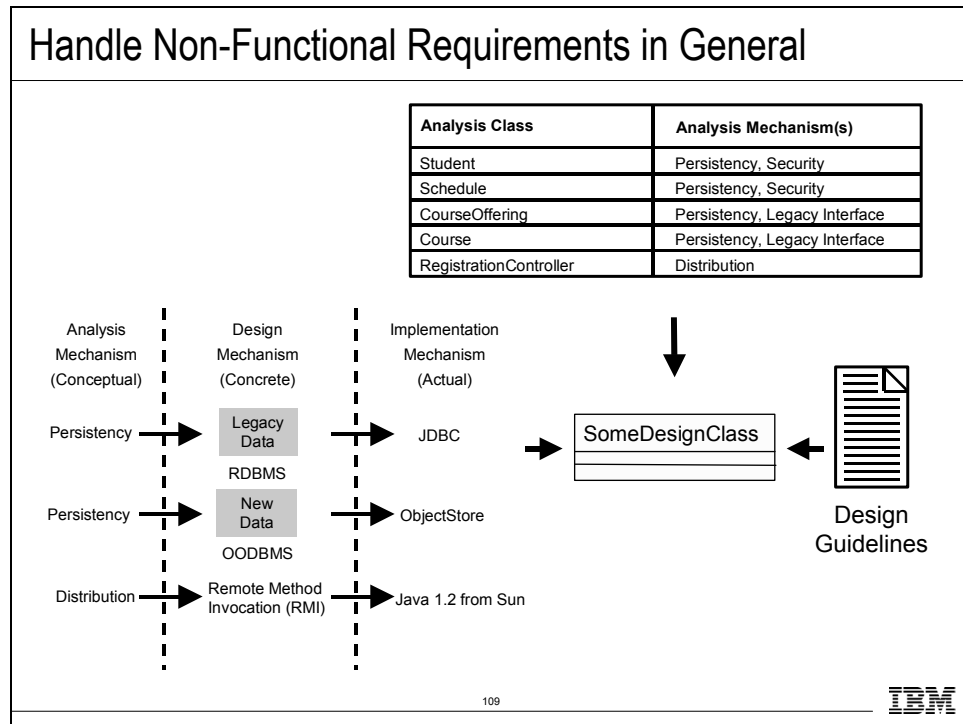 Handle Non-Functional Requirements in General
Analysis Class Analysis Mechanism(s)
Student Persistency, Security
Schedule Persistency, Security
CourseOffering Persistency, Legacy Interface
Course Persistency, Legacy Interface
RegistrationController Distribution
Analysis
Mechanism
(Conceptual)
Design
Mechanism
(Concrete)
Implementation
Mechanism
(Actual)
Persistency
Legacy
Data
RDBMS
JDBC
Persistency
New
Data
OODBMS
ObjectStore
Distribution
Remote Method
Invocation (RMI)
Java 1.2 from Sun
SomeDesignClass
Design
Guidelines
109
IBM